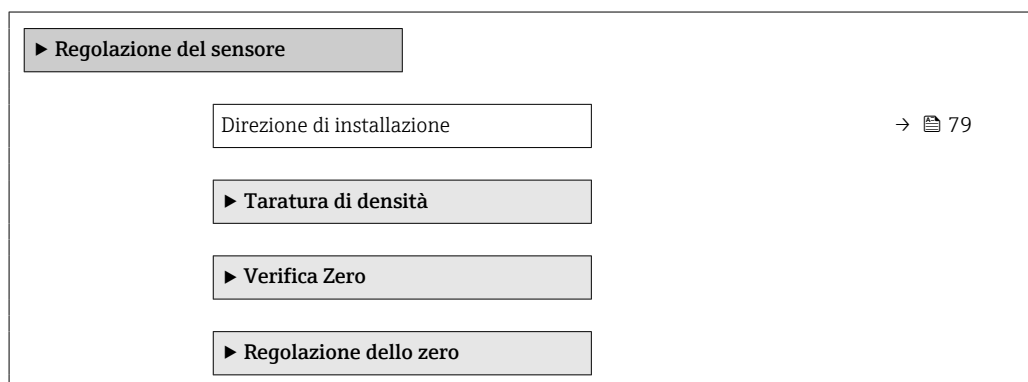 ▶ Regolazione del sensore
Direzione di installazione → 79
▶ Taratura di densità
▶ Verifica Zero
▶ Regolazione dello zero